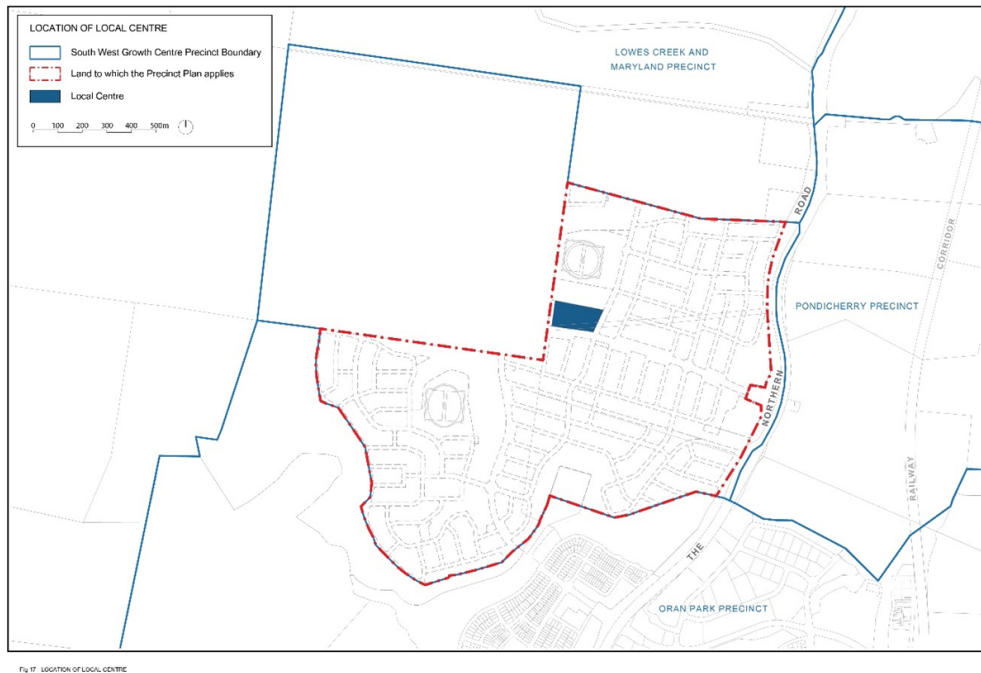 LOCATION OF LOCAL CENTRE
South West Growth Centre Precinct Boundary
Land to which the Precinct Plan applies
Local Centre
0 100 200 300 400 500m
LOWES CREEK AND
MARYLAND PRECINCT
ROAD
CORRIDOR
PONDICHERRY PRECINCT
NORTHERN
RAILWAY
THE
ORAN PARK PRECINCT
Fig 17 LOCATION OF LOCAL CENTRE